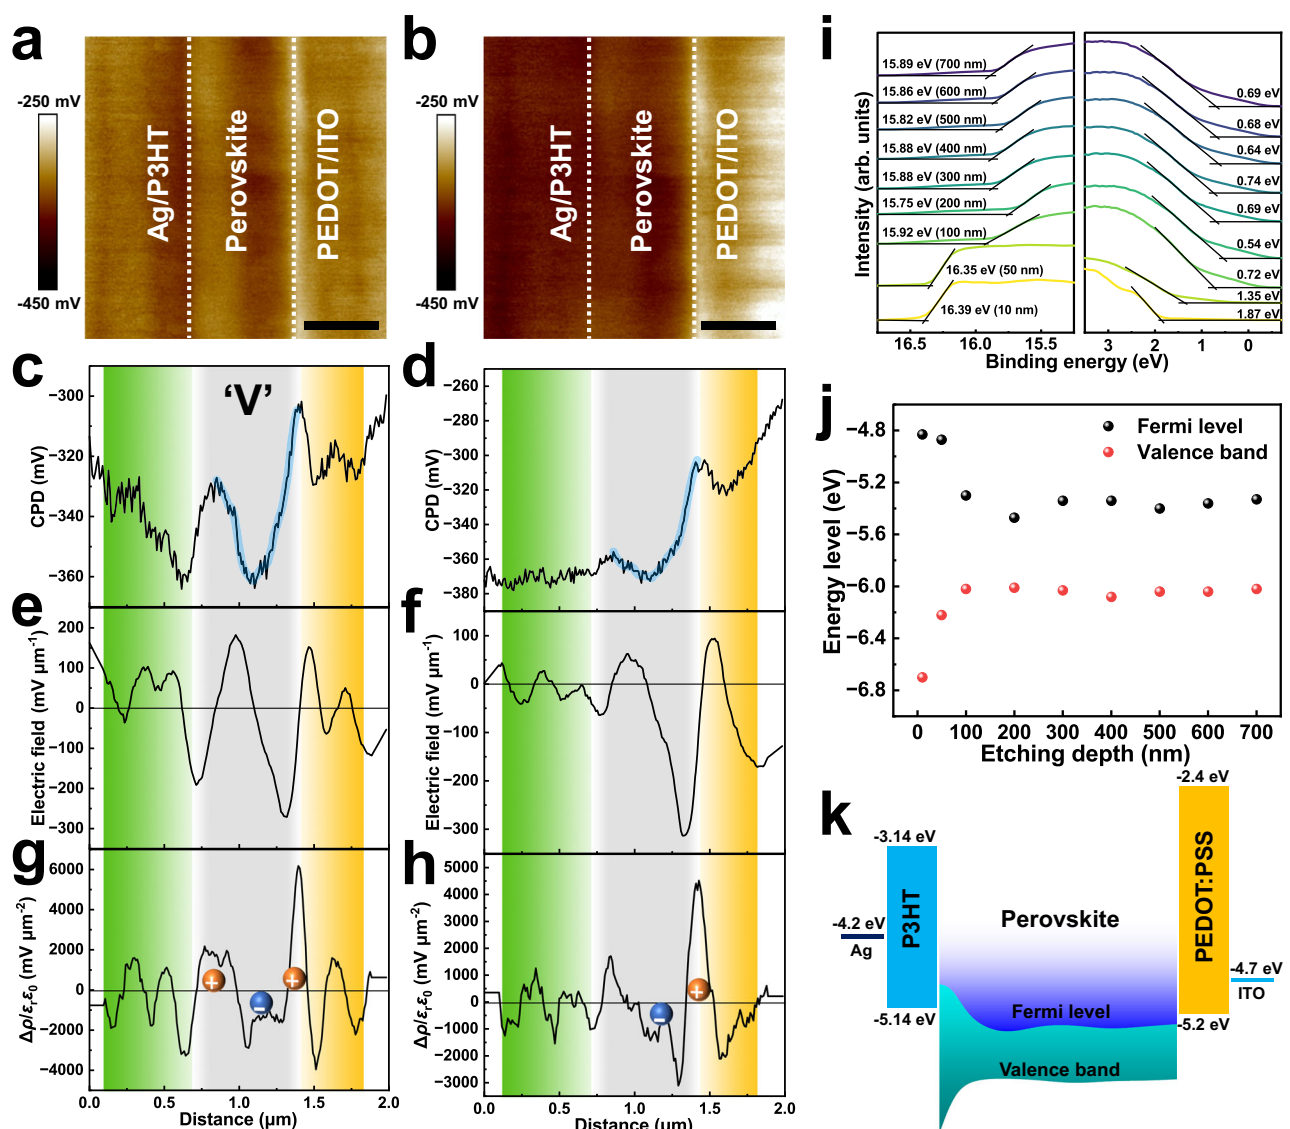 a
-250 mV
-450 mV
Ag/P3HT
Perovskite
PEDOT/ITO
b
-250 mV
-450 mV
Ag/P3HT
Perovskite
PEDOT/ITO
c
'V'
CPD (mV)
−300
−320
−340
−360
d
CPD (mV)
−260
−280
−300
−320
−340
−360
−380
e
Electric field (mV µm-1)
200
100
0
−100
−200
−300
f
Electric field (mV µm-1)
100
0
−100
−200
−300
g
Δρ/εrε0 (mV µm-2)
6000
4000
2000
0
−2000
−4000
+
−
+
0.0 0.5 1.0 1.5 2.0
Distance (µm)
h
Δρ/εrε0 (mV µm-2)
5000
4000
3000
2000
1000
0
−1000
−2000
−3000
−
+
0.0 0.5 1.0 1.5 2.0
Distance (µm)
i
Intensity (arb. units)
15.89 eV (700 nm)
15.86 eV (600 nm)
15.82 eV (500 nm)
15.88 eV (400 nm)
15.88 eV (300 nm)
15.75 eV (200 nm)
15.92 eV (100 nm)
16.35 eV (50 nm)
16.39 eV (10 nm)
0.69 eV
0.68 eV
0.64 eV
0.74 eV
0.69 eV
0.54 eV
0.72 eV
1.35 eV
1.87 eV
16.5 16.0 15.5 3 2 1 0
Binding energy (eV)
j
Fermi level
Valence band
Energy level (eV)
−4.8
−5.2
−5.6
−6.0
−6.4
−6.8
0 100 200 300 400 500 600 700
Etching depth (nm)
k
-2.4 eV
-3.14 eV
P3HT
PEDOT:PSS
Perovskite
-4.2 eV
Ag
-4.7 eV
ITO
Fermi level
-5.14 eV
-5.2 eV
Valence band